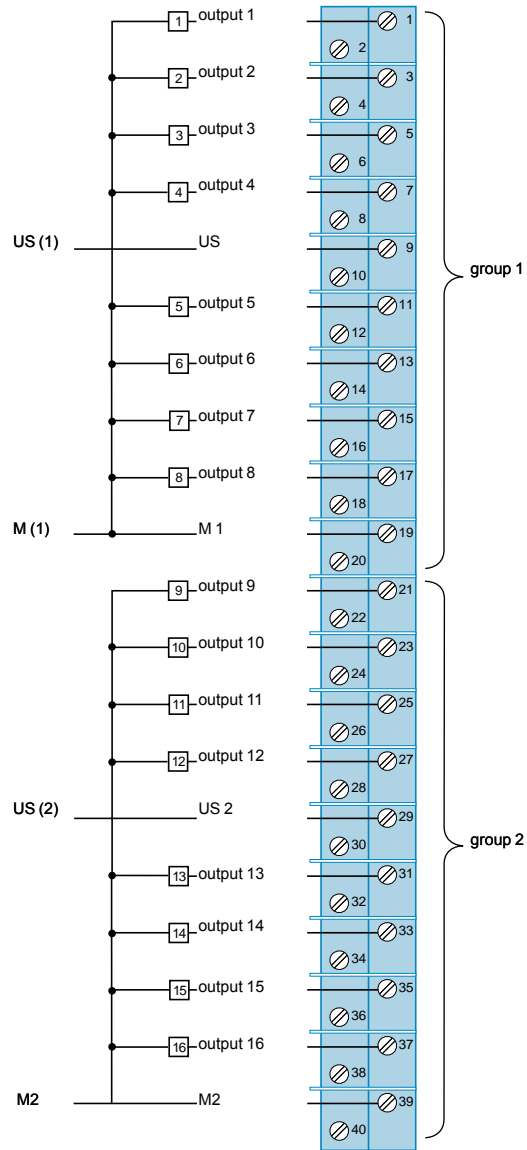 1 output 1 1
2
2 output 2 3
4
3 output 3 5
6
4 output 4 7
8
US (1) US 9
10
group 1
5 output 5 11
12
6 output 6 13
14
7 output 7 15
16
8 output 8 17
18
M (1) M 1 19
20
9 output 9 21
22
10 output 10 23
24
11 output 11 25
26
12 output 12 27
28
US (2) US 2 29
30
group 2
13 output 13 31
32
14 output 14 33
34
15 output 15 35
36
16 output 16 37
38
M2 M2 39
40